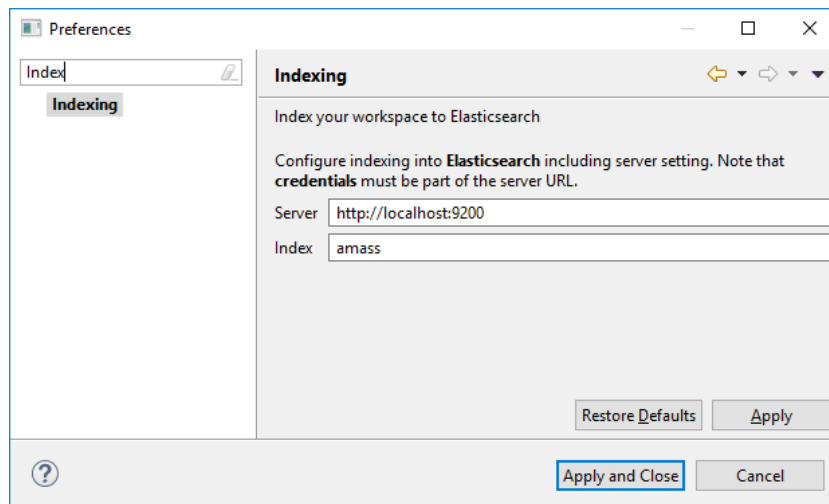 Preferences
Index
Indexing
Indexing
Index your workspace to Elasticsearch
Configure indexing into Elasticsearch including server setting. Note that
credentials must be part of the server URL.
Server http://localhost:9200
Index amass
Restore Defaults Apply
? Apply and Close Cancel